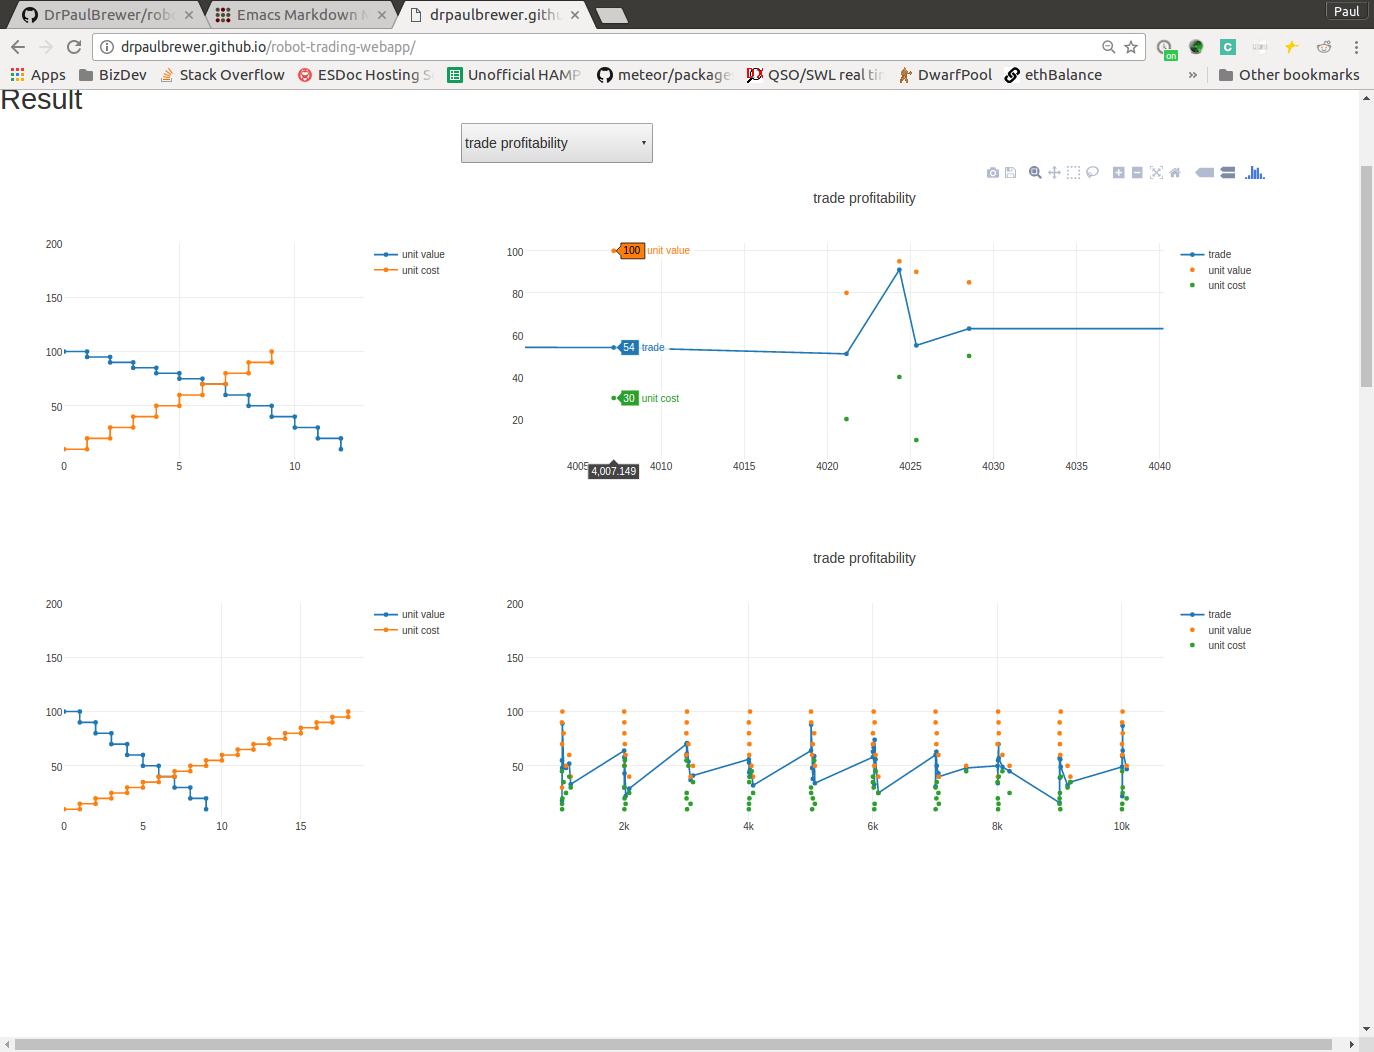 DrPaulBrewer/rob
Emacs Markdown M
drpaulbrewer.gith
Paul
drpaulbrewer.github.io/robot-trading-webapp/
on
Apps
BizDev
Stack Overflow
ESDoc Hosting S
Unofficial HAMP
meteor/package
QSO/SWL real ti
DwarfPool
ethBalance
»
Other bookmarks
Result
trade profitability
trade profitability
200
150
100
50
0
5
10
unit value
unit cost
100
80
60
40
20
100 unit value
54 trade
30 unit cost
4005
4,007.149
4010
4015
4020
4025
4030
4035
4040
trade
unit value
unit cost
trade profitability
200
150
100
50
0
5
10
15
unit value
unit cost
200
150
100
50
2k
4k
6k
8k
10k
trade
unit value
unit cost